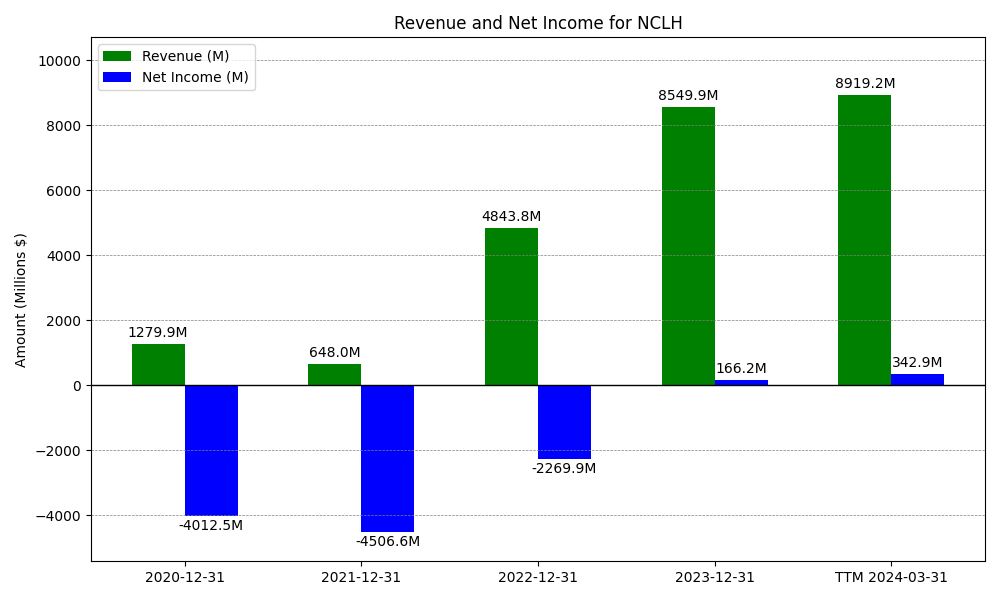 Revenue and Net Income for NCLH
Revenue (M)
Net Income (M)
Amount (Millions $)
10000
8000
6000
4000
2000
0
−2000
−4000
1279.9M
-4012.5M
648.0M
-4506.6M
4843.8M
-2269.9M
8549.9M
166.2M
8919.2M
342.9M
2020-12-31
2021-12-31
2022-12-31
2023-12-31
TTM 2024-03-31